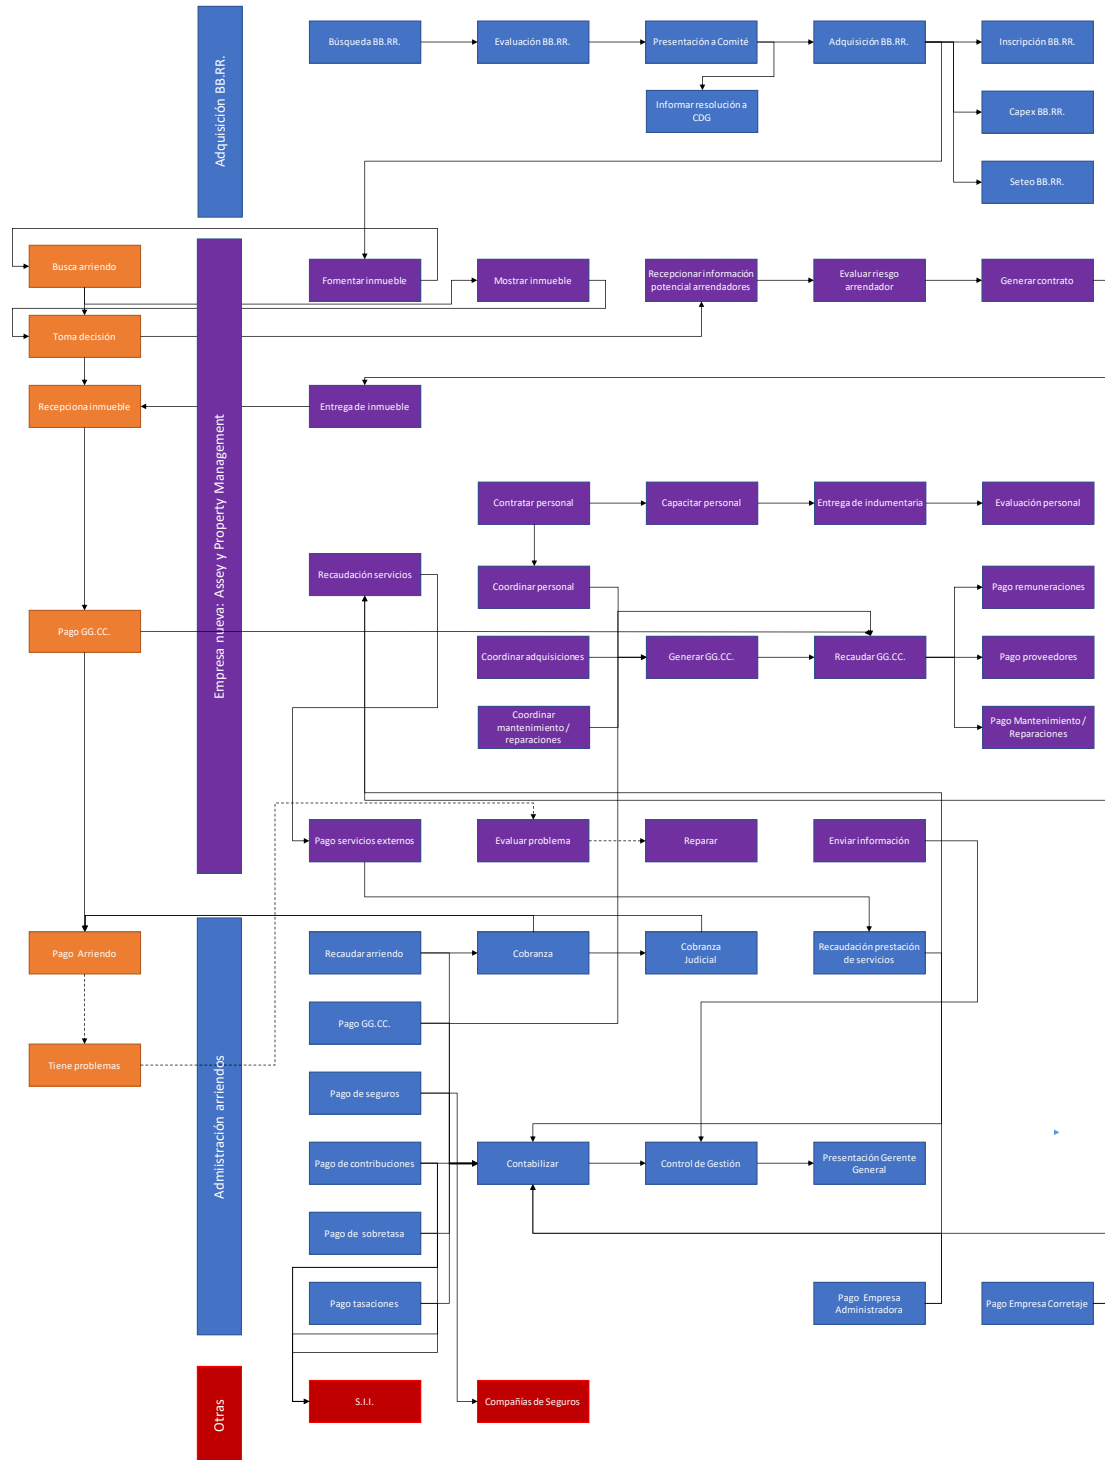 Adquisición BB.RR.
Búsqueda BB.RR.
Evaluación BB.RR.
Presentación a Comité
Adquisición BB.RR.
Inscripción BB.RR.
Informar resolución a
CDG
Capex BB.RR.
Seteo BB.RR.
Empresa nueva: Assey y Property Management
Busca arriendo
Fomentar inmueble
Mostrar inmueble
Recepcionar información
potencial arrendadores
Evaluar riesgo
arrendador
Generar contrato
Toma decisión
Recepciona inmueble
Entrega de inmueble
Contratar personal
Capacitar personal
Entrega de indumentaria
Evaluación personal
Recaudación servicios
Coordinar personal
Pago remuneraciones
Pago GG.CC.
Coordinar adquisiciones
Generar GG.CC.
Recaudar GG.CC.
Pago proveedores
Coordinar
mantenimiento /
reparaciones
Pago Mantenimiento /
Reparaciones
Pago servicios externos
Evaluar problema
Reparar
Enviar información
Admiistración arriendos
Pago Arriendo
Recaudar arriendo
Cobranza
Cobranza
Judicial
Recaudación prestación
de servicios
Pago GG.CC.
Tiene problemas
Pago de seguros
Pago de contribuciones
Contabilizar
Control de Gestión
Presentación Gerente
General
Pago de sobretasa
Pago tasaciones
Pago Empresa
Administradora
Pago Empresa Corretaje
Otras
S.I.I.
Compañías de Seguros